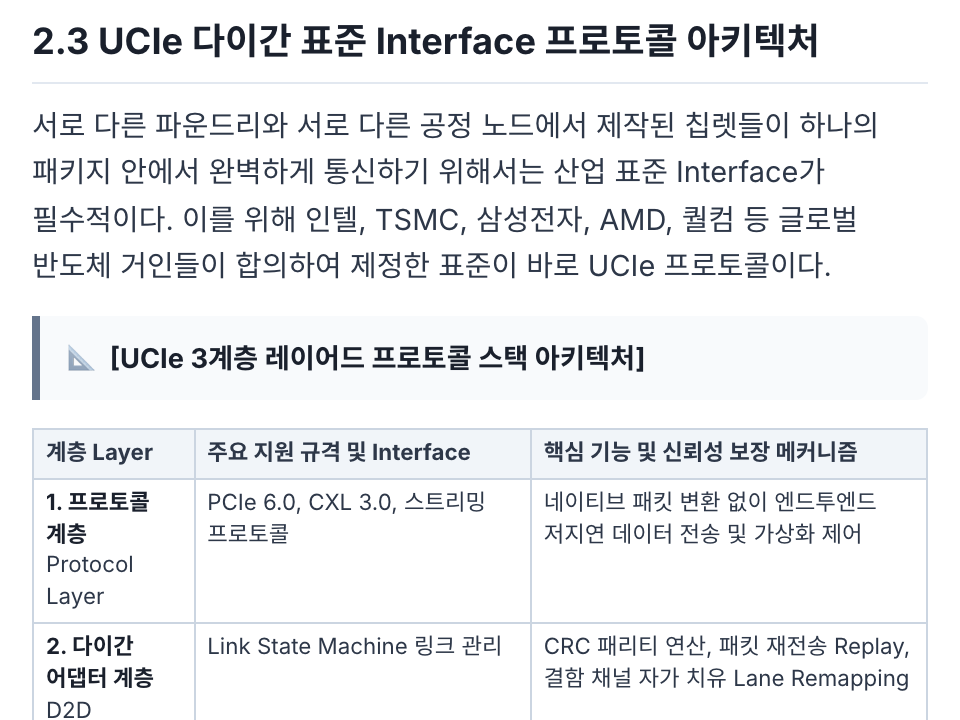 2.3 UCIe 다이간 표준 Interface 프로토콜 아키텍처
서로 다른 파운드리와 서로 다른 공정 노드에서 제작된 칩렛들이 하나의
패키지 안에서 완벽하게 통신하기 위해서는 산업 표준 Interface가
필수적이다. 이를 위해 인텔, TSMC, 삼성전자, AMD, 퀄컴 등 글로벌
반도체 거인들이 합의하여 제정한 표준이 바로 UCIe 프로토콜이다.
📐 [UCIe 3계층 레이어드 프로토콜 스택 아키텍처]
계층 Layer
주요 지원 규격 및 Interface
핵심 기능 및 신뢰성 보장 메커니즘
1. 프로토콜
계층
Protocol
Layer
PCIe 6.0, CXL 3.0, 스트리밍
프로토콜
네이티브 패킷 변환 없이 엔드투엔드
저지연 데이터 전송 및 가상화 제어
2. 다이간
어댑터 계층
D2D
Link State Machine 링크 관리
CRC 패리티 연산, 패킷 재전송 Replay,
결함 채널 자가 치유 Lane Remapping